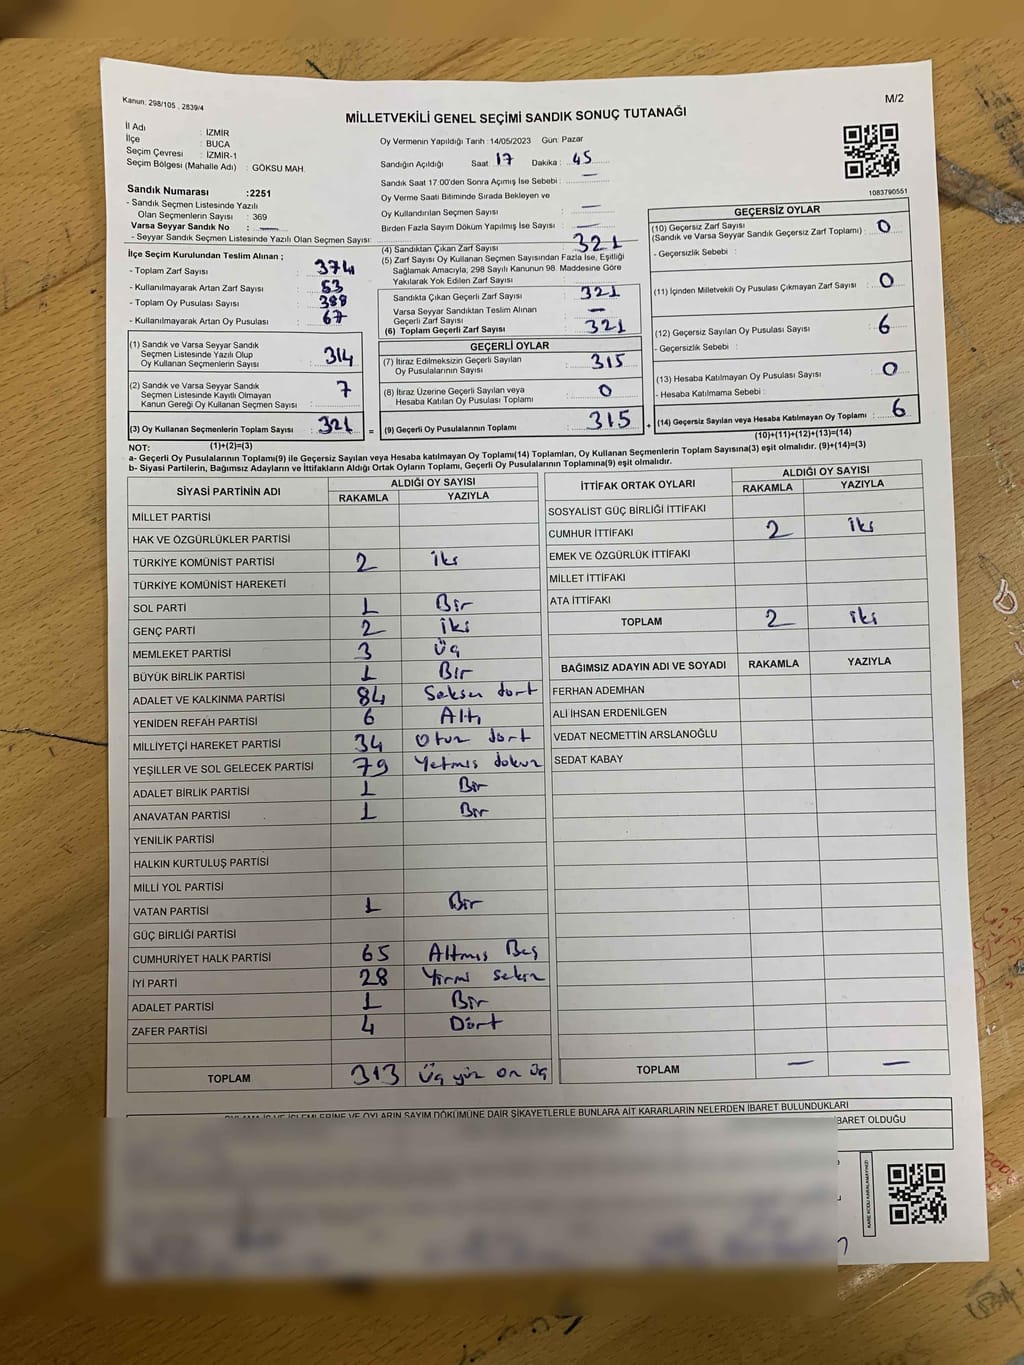 Kanun: 298/105 , 2839/4
M/2
MİLLETVEKİLİ GENEL SEÇİMİ SANDIK SONUÇ TUTANAĞI
İl Adı : İZMİR
İlçe : BUCA
Seçim Çevresi : İZMİR-1
Seçim Bölgesi (Mahalle Adı) : GÖKSU MAH.
Sandık Numarası :2251
- Sandık Seçmen Listesinde Yazılı
Olan Seçmenlerin Sayısı : 369
Varsa Seyyar Sandık No : —
- Seyyar Sandık Seçmen Listesinde Yazılı Olan Seçmen Sayısı:
İlçe Seçim Kurulundan Teslim Alınan ;
- Toplam Zarf Sayısı : 374
- Kullanılmayarak Artan Zarf Sayısı : 53
- Toplam Oy Pusulası Sayısı : 388
- Kullanılmayarak Artan Oy Pusulası : 67
(1) Sandık ve Varsa Seyyar Sandık
Seçmen Listesinde Yazılı Olup
Oy Kullanan Seçmenlerin Sayısı : 314
(2) Sandık ve Varsa Seyyar Sandık
Seçmen Listesinde Kayıtlı Olmayan
Kanun Gereği Oy Kullanan Seçmen Sayısı : 7
(3) Oy Kullanan Seçmenlerin Toplam Sayısı : 321 =
Oy Vermenin Yapıldığı Tarih :14/05/2023 Gün: Pazar
Sandığın Açıldığı Saat : 17 Dakika : 45
Sandık Saat 17:00'den Sonra Açımış İse Sebebi : —
Oy Verme Saati Bitiminde Sırada Bekleyen ve
Oy Kullandırılan Seçmen Sayısı : —
Birden Fazla Sayım Döküm Yapılmış İse Sayısı : —
(4) Sandıktan Çıkan Zarf Sayısı : 321
(5) Zarf Sayısı Oy Kullanan Seçmen Sayısından Fazla İse, Eşitliği
Sağlamak Amacıyla, 298 Sayılı Kanunun 98. Maddesine Göre
Yakılarak Yok Edilen Zarf Sayısı :
Sandıkta Çıkan Geçerli Zarf Sayısı : 321
Varsa Seyyar Sandıktan Teslim Alınan
Geçerli Zarf Sayısı : —
(6) Toplam Geçerli Zarf Sayısı : 321
GEÇERLİ OYLAR
(7) İtiraz Edilmeksizin Geçerli Sayılan
Oy Pusulalarının Sayısı : 315
(8) İtiraz Üzerine Geçerli Sayılan veya
Hesaba Katılan Oy Pusulası Toplamı : 0
(9) Geçerli Oy Pusulalarının Toplamı : 315 +
1083790551
GEÇERSİZ OYLAR
(10) Geçersiz Zarf Sayısı
(Sandık ve Varsa Seyyar Sandık Geçersiz Zarf Toplamı) : 0
- Geçersizlik Sebebi :
(11) İçinden Milletvekili Oy Pusulası Çıkmayan Zarf Sayısı : 0
(12) Geçersiz Sayılan Oy Pusulası Sayısı : 6
- Geçersizlik Sebebi :
(13) Hesaba Katılmayan Oy Pusulası Sayısı : 0
- Hesaba Katılmama Sebebi :
(14) Geçersiz Sayılan veya Hesaba Katılmayan Oy Toplamı : 6
NOT: (1)+(2)=(3) (10)+(11)+(12)+(13)=(14)
a- Geçerli Oy Pusulalarının Toplamı(9) ile Geçersiz Sayılan veya Hesaba katılmayan Oy Toplamı(14) Toplamları, Oy Kullanan Seçmenlerin Toplam Sayısına(3) eşit olmalıdır. (9)+(14)=(3)
b- Siyasi Partilerin, Bağımsız Adayların ve İttifakların Aldığı Ortak Oyların Toplamı, Geçerli Oy Pusulalarının Toplamına(9) eşit olmalıdır.
SİYASİ PARTİNİN ADI ALDIĞI OY SAYISI
RAKAMLA YAZIYLA
MİLLET PARTİSİ
HAK VE ÖZGÜRLÜKLER PARTİSİ
TÜRKİYE KOMÜNİST PARTİSİ 2 İki
TÜRKİYE KOMÜNİST HAREKETİ
SOL PARTİ 1 Bir
GENÇ PARTİ 2 iki
MEMLEKET PARTİSİ 3 Üç
BÜYÜK BİRLİK PARTİSİ 1 Bir
ADALET VE KALKINMA PARTİSİ 84 Seksen dört
YENİDEN REFAH PARTİSİ 6 Altı
MİLLİYETÇİ HAREKET PARTİSİ 34 Otuz dört
YEŞİLLER VE SOL GELECEK PARTİSİ 79 Yetmiş dokuz
ADALET BİRLİK PARTİSİ 1 Bir
ANAVATAN PARTİSİ 1 Bir
YENİLİK PARTİSİ
HALKIN KURTULUŞ PARTİSİ
MİLLİ YOL PARTİSİ
VATAN PARTİSİ 1 Bir
GÜÇ BİRLİĞİ PARTİSİ
CUMHURİYET HALK PARTİSİ 65 Altmış Beş
İYİ PARTİ 28 Yirmi sekiz
ADALET PARTİSİ 1 Bir
ZAFER PARTİSİ 4 Dört
TOPLAM 313 Üç yüz on üç
İTTİFAK ORTAK OYLARI ALDIĞI OY SAYISI
RAKAMLA YAZIYLA
SOSYALİST GÜÇ BİRLİĞİ İTTİFAKI
CUMHUR İTTİFAKI 2 iki
EMEK VE ÖZGÜRLÜK İTTİFAKI
MİLLET İTTİFAKI
ATA İTTİFAKI
TOPLAM 2 iki
BAĞIMSIZ ADAYIN ADI VE SOYADI RAKAMLA YAZIYLA
FERHAN ADEMHAN
ALİ İHSAN ERDENİLGEN
VEDAT NECMETTİN ARSLANOĞLU
SEDAT KABAY
TOPLAM — —
İŞ VE İŞLEMLERİNE VE OYLARIN SAYIM DÖKÜMÜNE DAİR ŞİKAYETLERLE BUNLARA AİT KARARLARIN NELERDEN İBARET BULUNDUKLARI
BARET OLDUĞU
KARE KODU KARALAMAYINIZ!